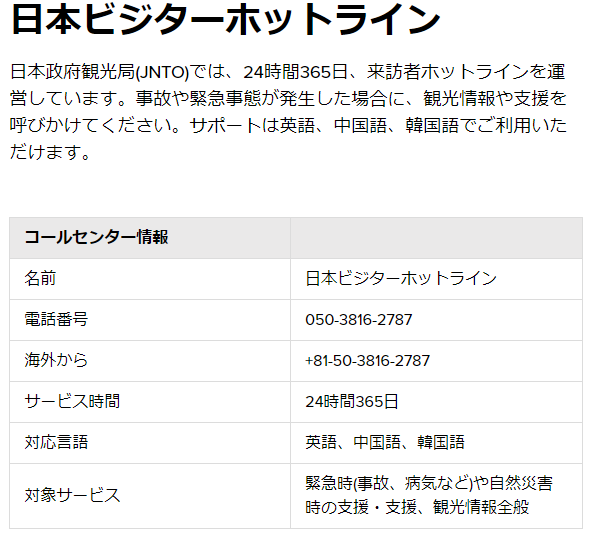 日本ビジターホットライン
日本政府観光局(JNTO)では、24時間365日、来訪者ホットラインを運
営しています。事故や緊急事態が発生した場合に、観光情報や支援を
呼びかけてください。サポートは英語、中国語、韓国語でご利用いた
だけます。
コールセンター情報
名前 日本ビジターホットライン
電話番号 050-3816-2787
海外から +81-50-3816-2787
サービス時間 24時間365日
対応言語 英語、中国語、韓国語
対象サービス 緊急時(事故、病気など)や自然災害
時の支援・支援、観光情報全般